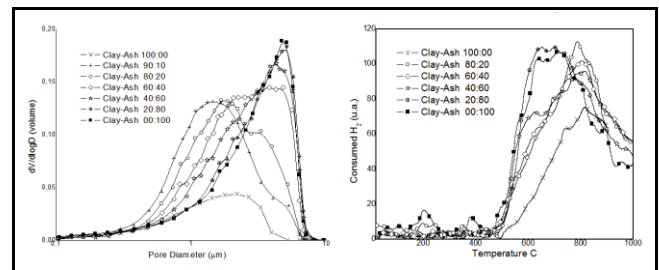 0,20
0,15
0,10
0,05
0,00
dV/dlogD (volume)
Clay-Ash 100:00
Clay-Ash 90:10
Clay-Ash 80:20
Clay-Ash 60:40
Clay-Ash 40:60
Clay-Ash 20:80
Clay-Ash 00:100
0,1
1
10
Pore Diameter (μm)
120
100
80
60
40
20
0
Consumed H2 (u.a.)
Clay-Ash 100:00
Clay-Ash 80:20
Clay-Ash 60:40
Clay-Ash 40:60
Clay-Ash 20:80
Clay-Ash 00:100
0
200
400
600
800
1000
Temperature C